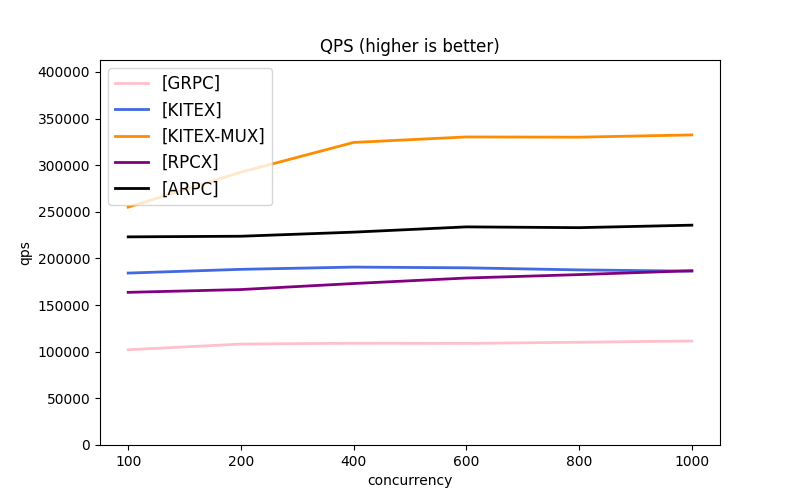 QPS (higher is better)
400000
350000
300000
250000
200000
150000
100000
50000
0
qps
[GRPC]
[KITEX]
[KITEX-MUX]
[RPCX]
[ARPC]
100 200 400 600 800 1000
concurrency